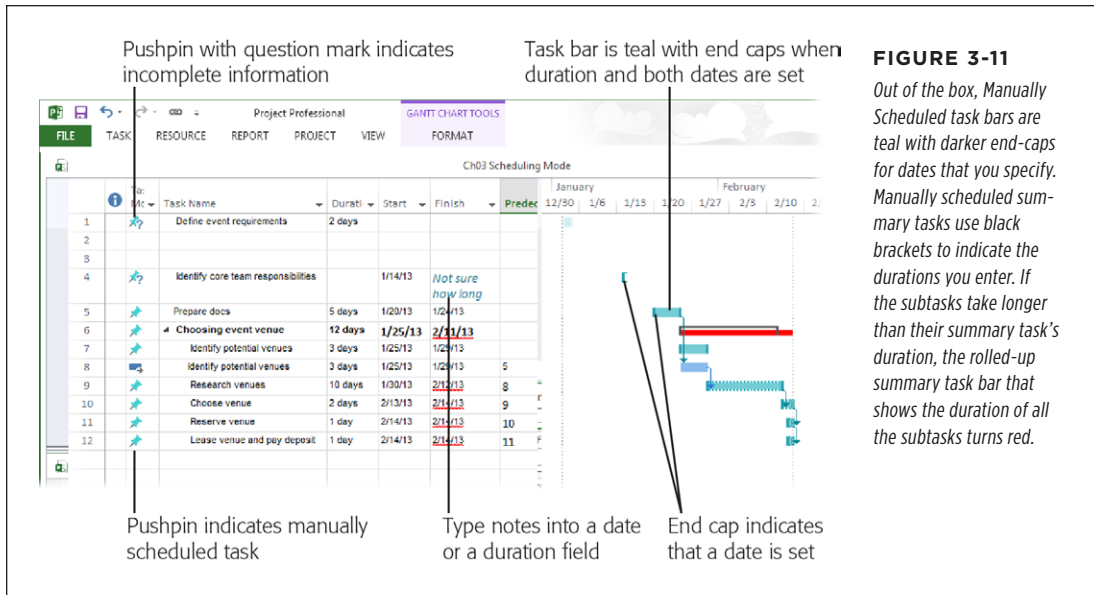 Pushpin with question mark indicates
incomplete information
Task bar is teal with end caps when
duration and both dates are set
Project Professional
GANTT CHART TOOLS
FILE TASK RESOURCE REPORT PROJECT VIEW FORMAT
Ch03 Scheduling Mode
Task Name Durati Start Finish Predec
January February
12/30 1/6 1/13 1/20 1/27 2/3 2/10
1 Define event requirements 2 days
2
3
4 Identify core team responsibilities 1/14/13 Not sure
how long
5 Prepare docs 5 days 1/20/13 1/24/13
6 Choosing event venue 12 days 1/25/13 2/11/13
7 Identify potential venues 3 days 1/25/13 1/29/13
8 Identify potential venues 3 days 1/25/13 1/29/13 5
9 Research venues 10 days 1/30/13 2/12/13 8
10 Choose venue 2 days 2/13/13 2/14/13 9
11 Reserve venue 1 day 2/14/13 2/14/13 10
12 Lease venue and pay deposit 1 day 2/14/13 2/14/13 11
Pushpin indicates manually
scheduled task
Type notes into a date
or a duration field
End cap indicates
that a date is set
FIGURE 3-11
Out of the box, Manually
Scheduled task bars are
teal with darker end-caps
for dates that you specify.
Manually scheduled sum-
mary tasks use black
brackets to indicate the
durations you enter. If
the subtasks take longer
than their summary task's
duration, the rolled-up
summary task bar that
shows the duration of all
the subtasks turns red.